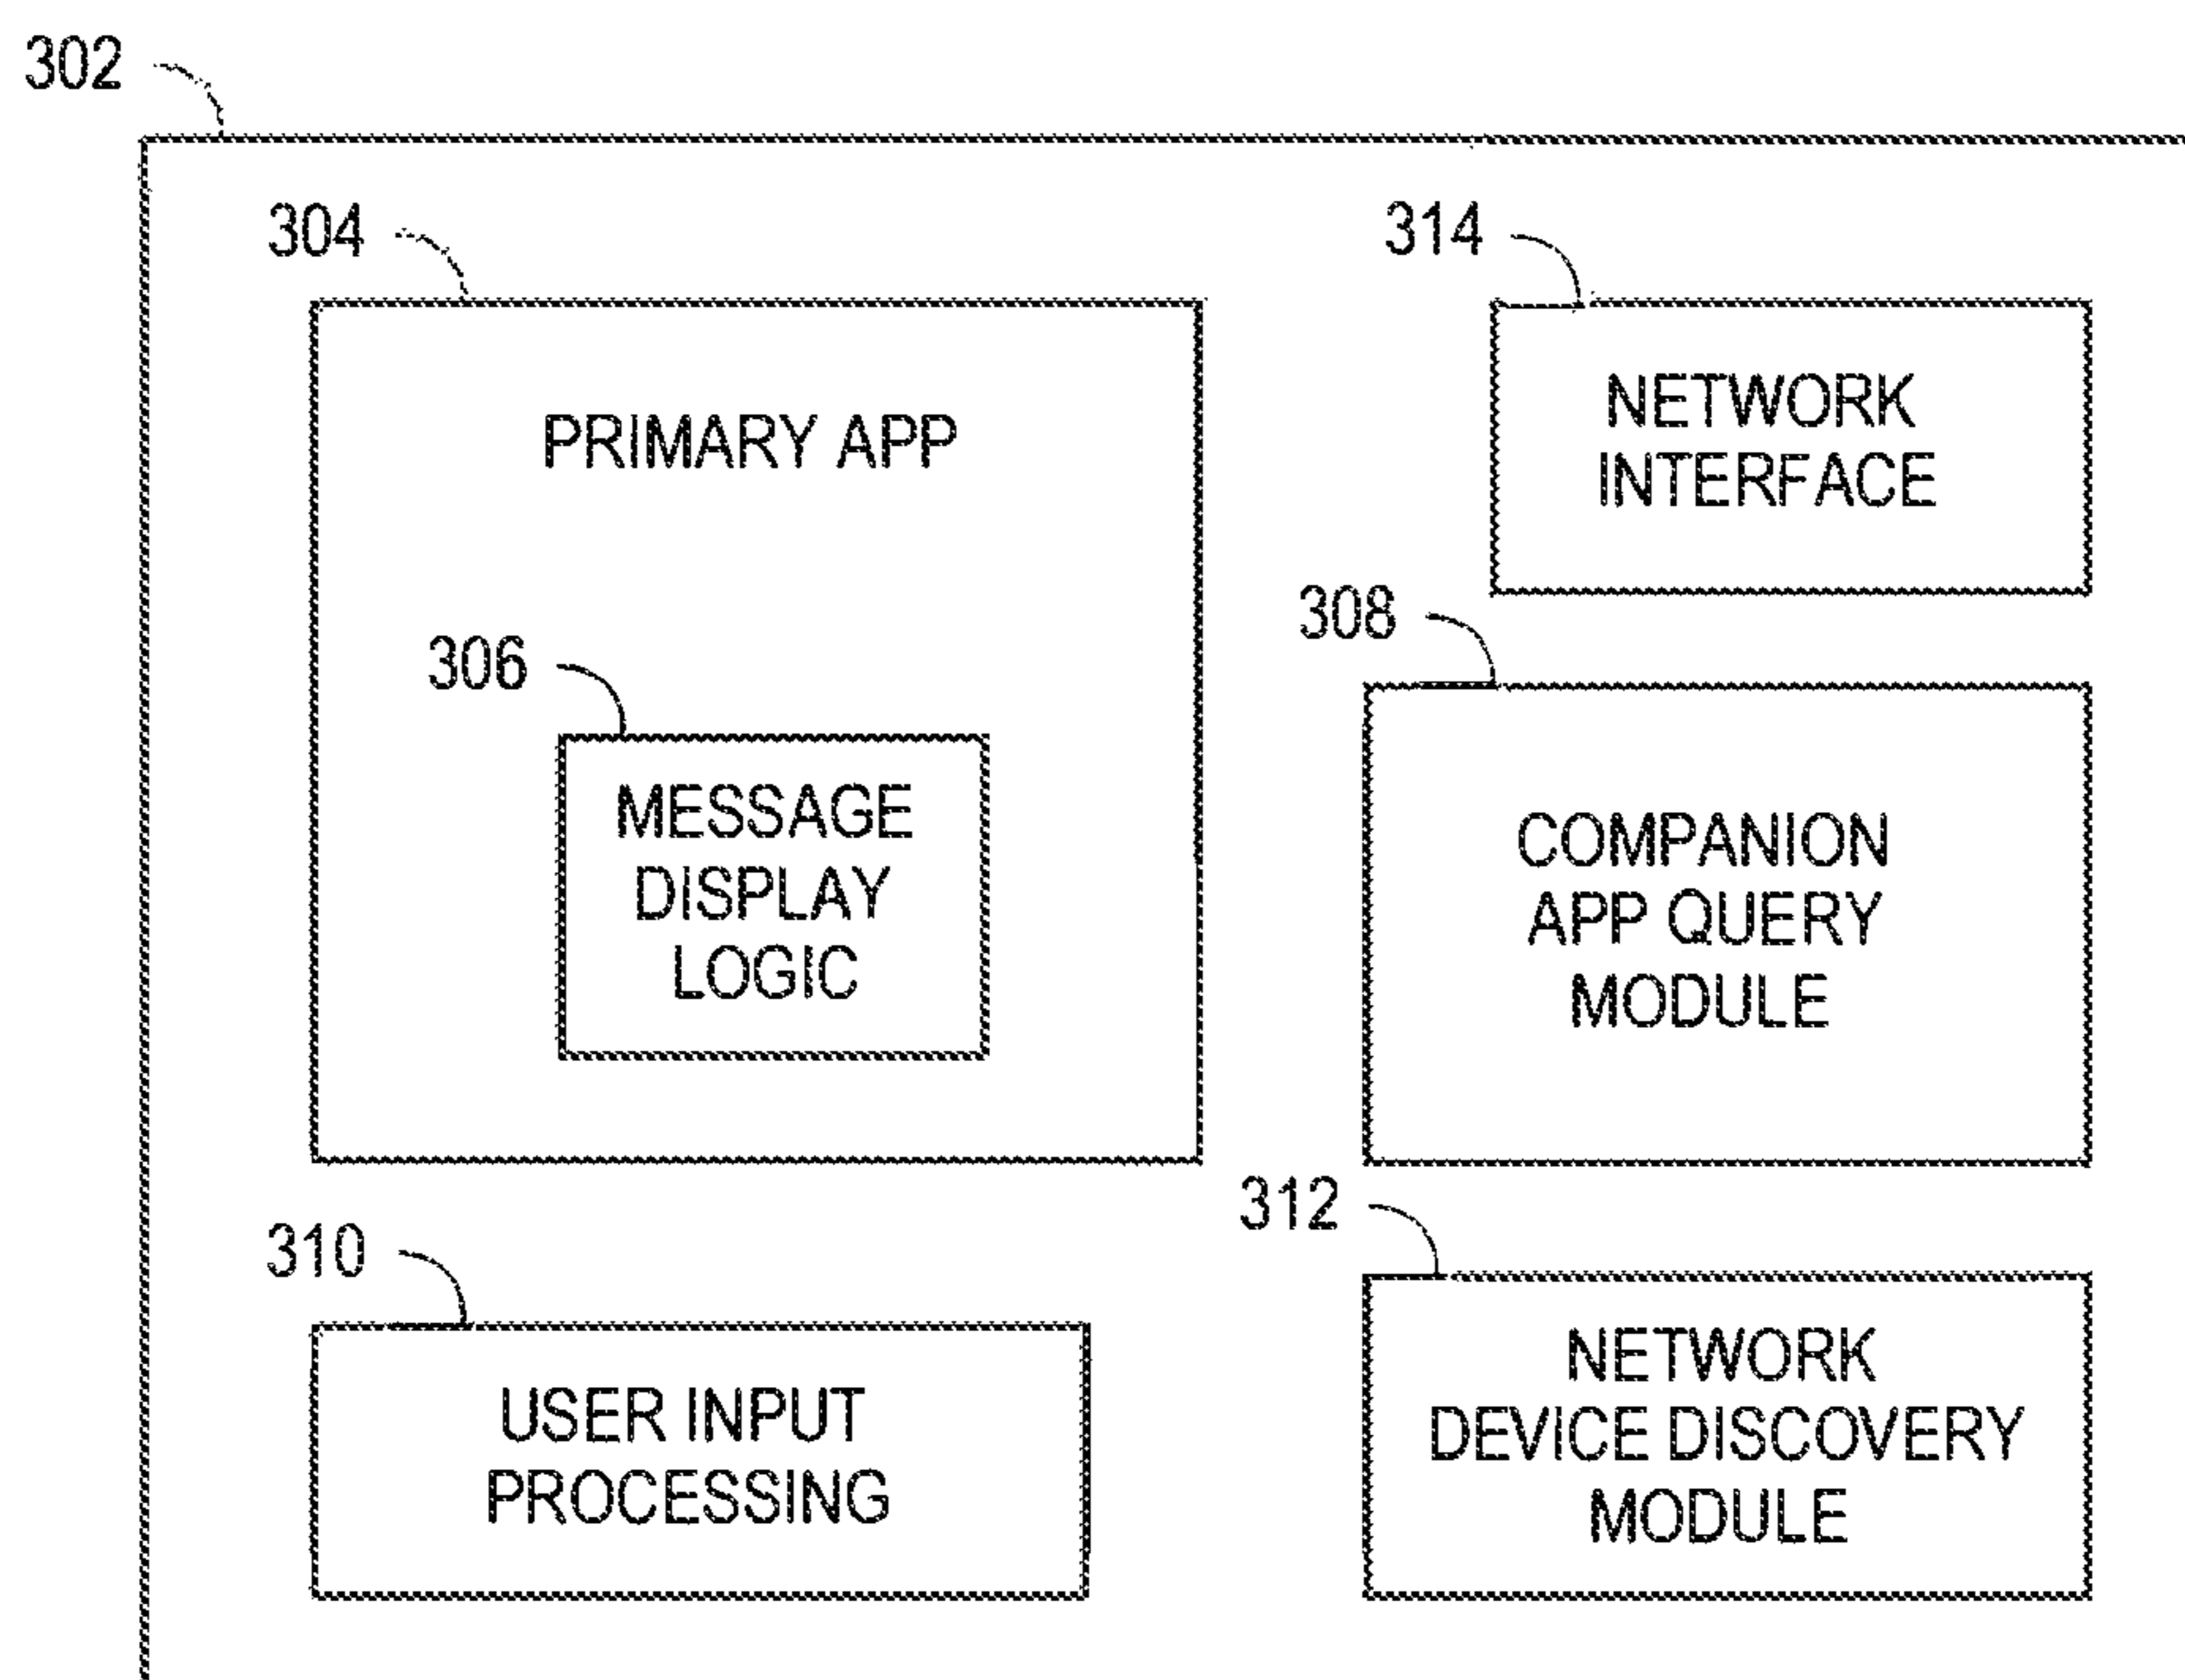 302
304
PRIMARY APP
306
MESSAGE
DISPLAY
LOGIC
314
NETWORK
INTERFACE
308
COMPANION
APP QUERY
MODULE
310
USER INPUT
PROCESSING
312
NETWORK
DEVICE DISCOVERY
MODULE